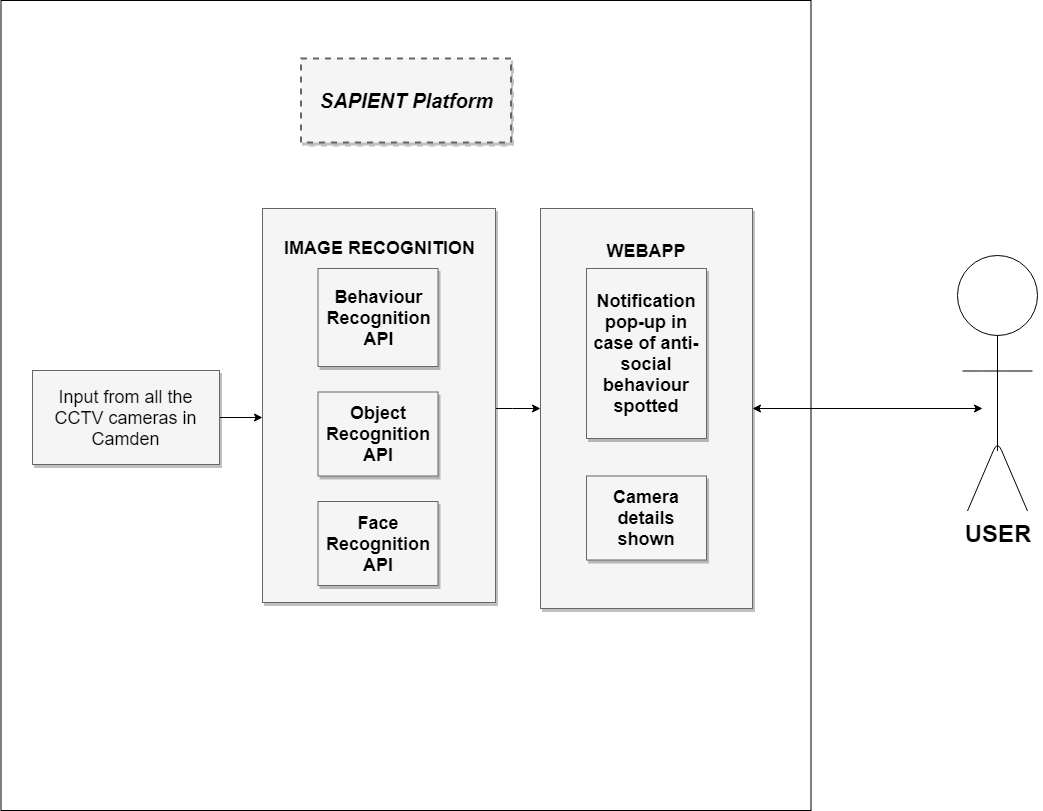 SAPIENT Platform
IMAGE RECOGNITION
Behaviour
Recognition
API
Object
Recognition
API
Face
Recognition
API
WEBAPP
Notification
pop-up in
case of anti-
social
behaviour
spotted
Camera
details
shown
Input from all the
CCTV cameras in
Camden
USER